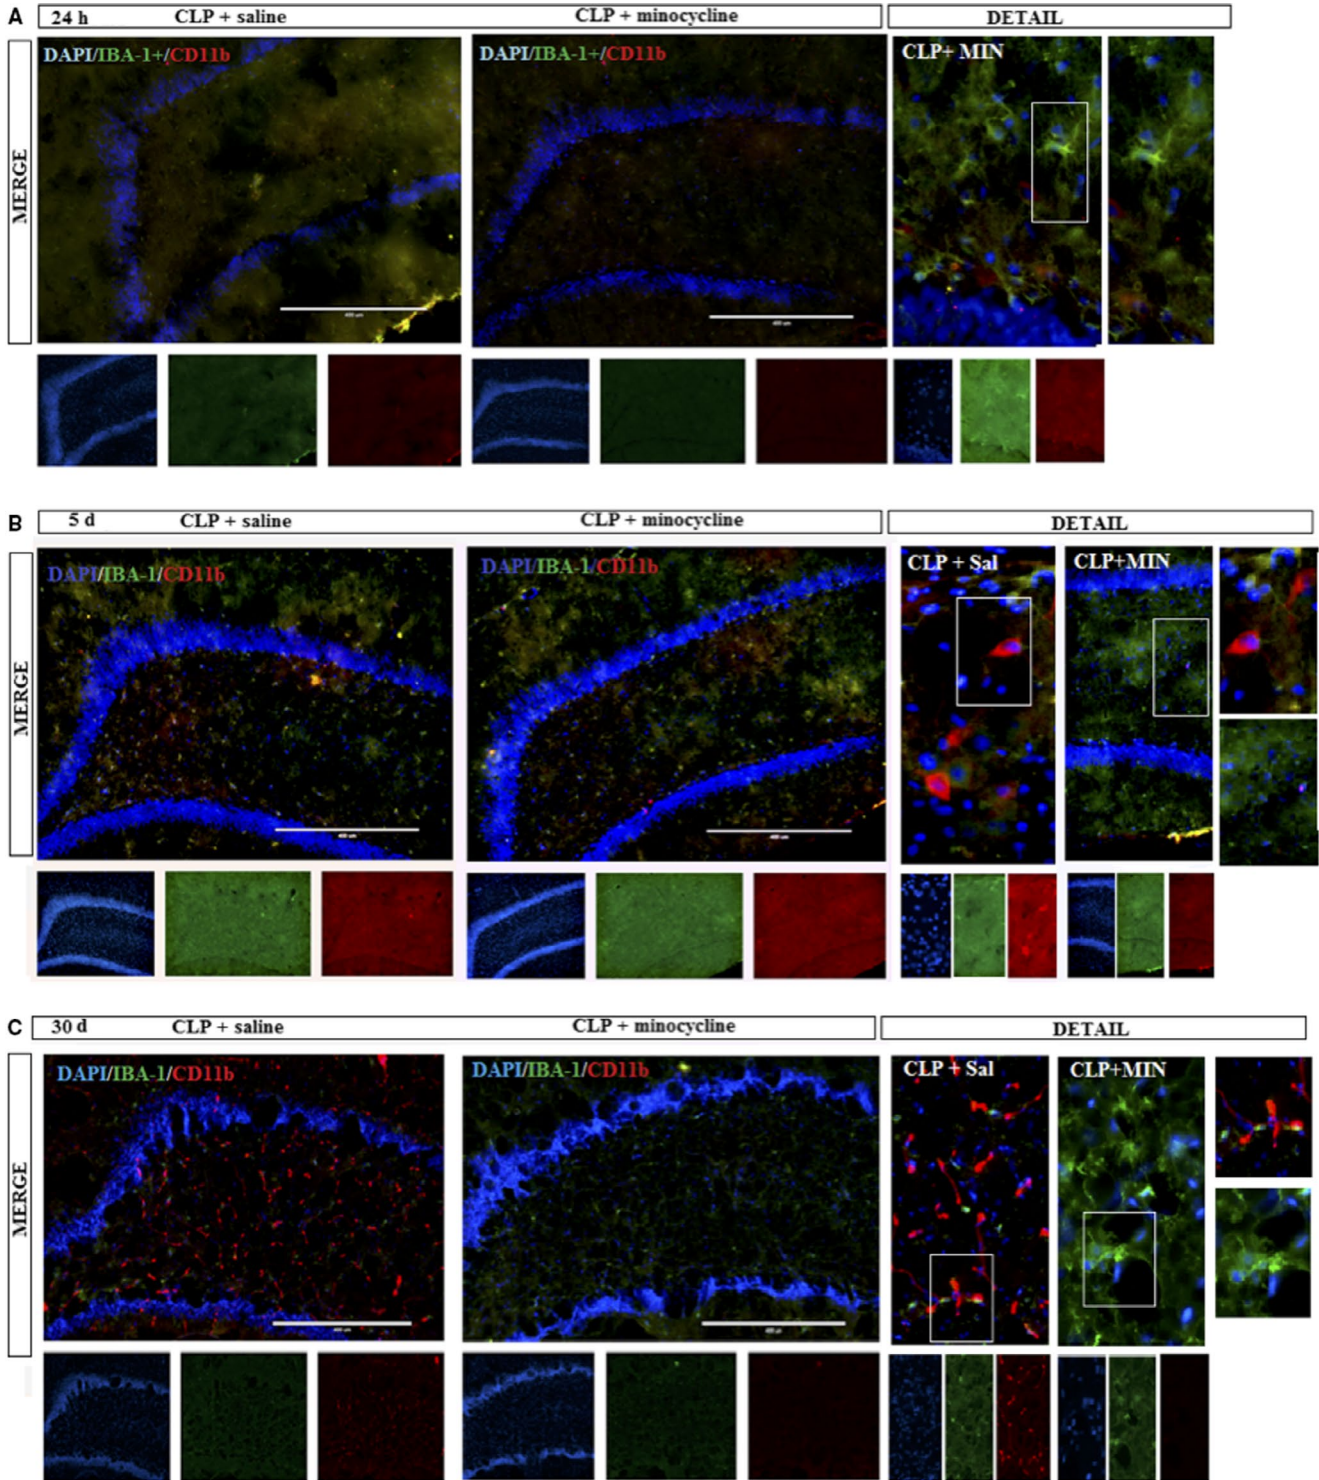 A
24 h
CLP + saline
CLP + minocycline
DETAIL
MERGE
DAPI/IBA-1+/CD11b
DAPI/IBA-1+/CD11b
CLP+ MIN
B
5 d
CLP + saline
CLP + minocycline
DETAIL
MERGE
DAPI/IBA-1/CD11b
DAPI/IBA-1/CD11b
CLP + Sal
CLP+MIN
C
30 d
CLP + saline
CLP + minocycline
DETAIL
MERGE
DAPI/IBA-1/CD11b
DAPI/IBA-1/CD11b
CLP + Sal
CLP+MIN